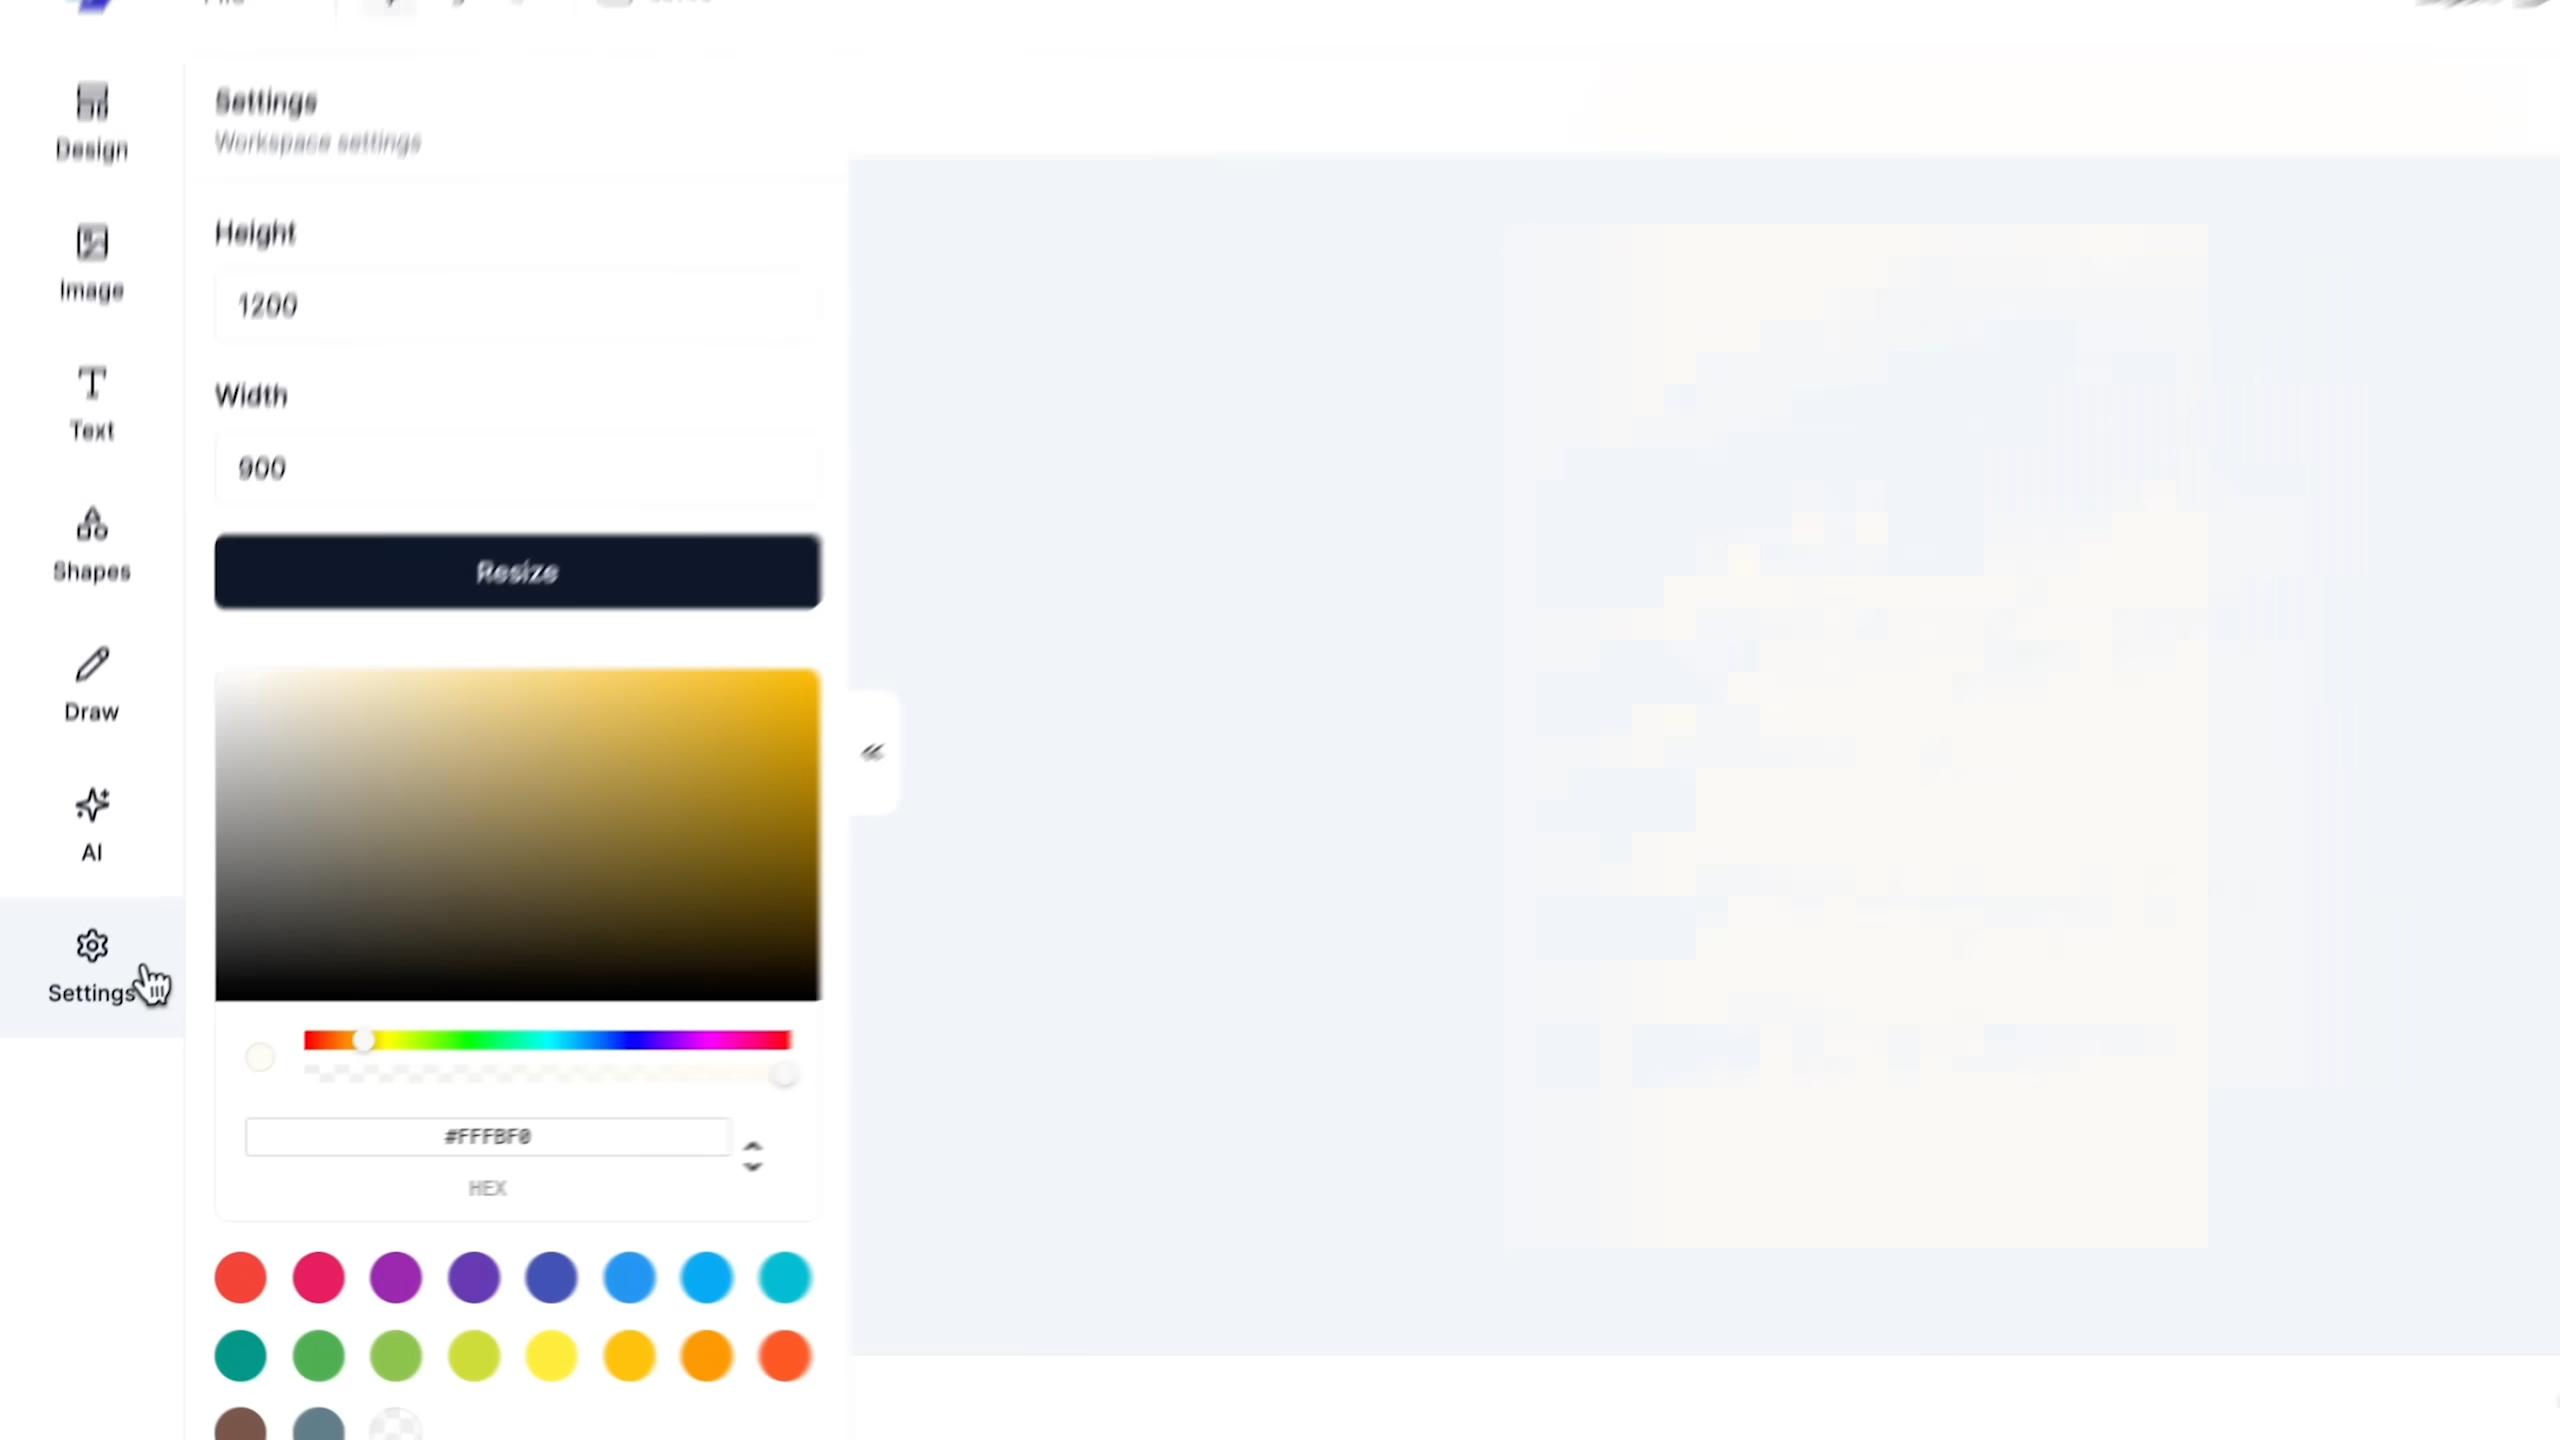 Design
Image
Text
Shapes
Draw
AI
Settings
Settings
Workspace settings
Height
1200
Width
900
Resize
#FFFBF0
HEX